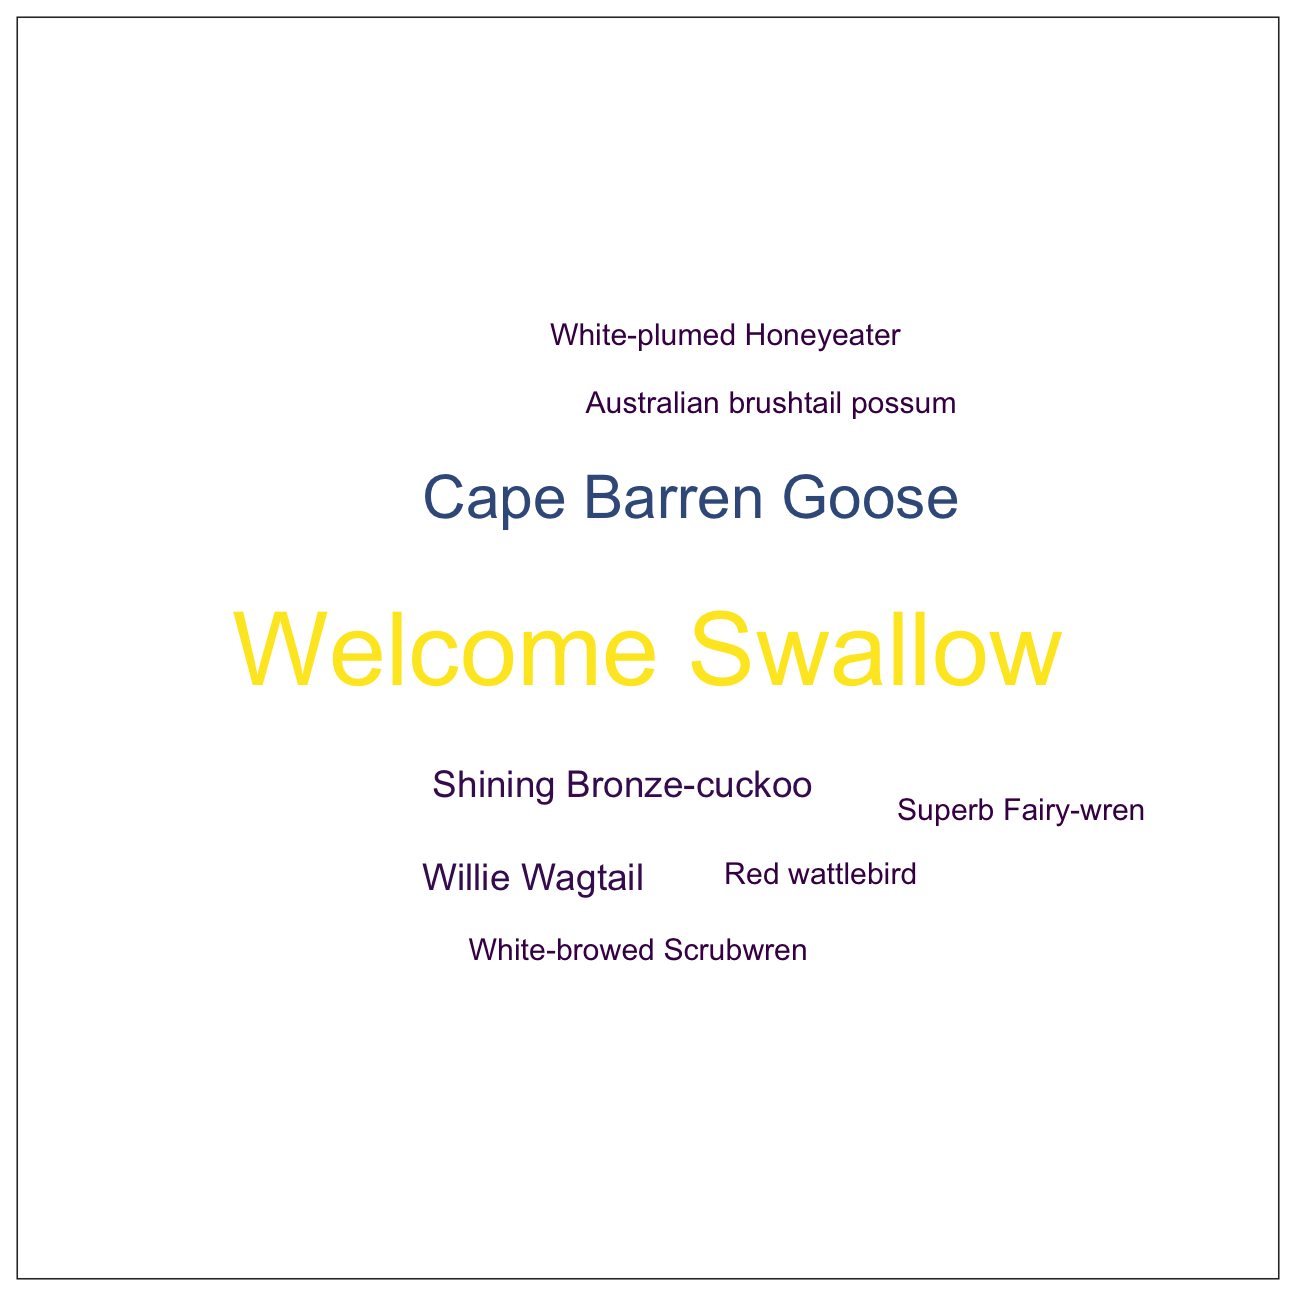 White-plumed Honeyeater
Australian brushtail possum
Cape Barren Goose
Welcome Swallow
Shining Bronze-cuckoo
Superb Fairy-wren
Willie Wagtail
Red wattlebird
White-browed Scrubwren